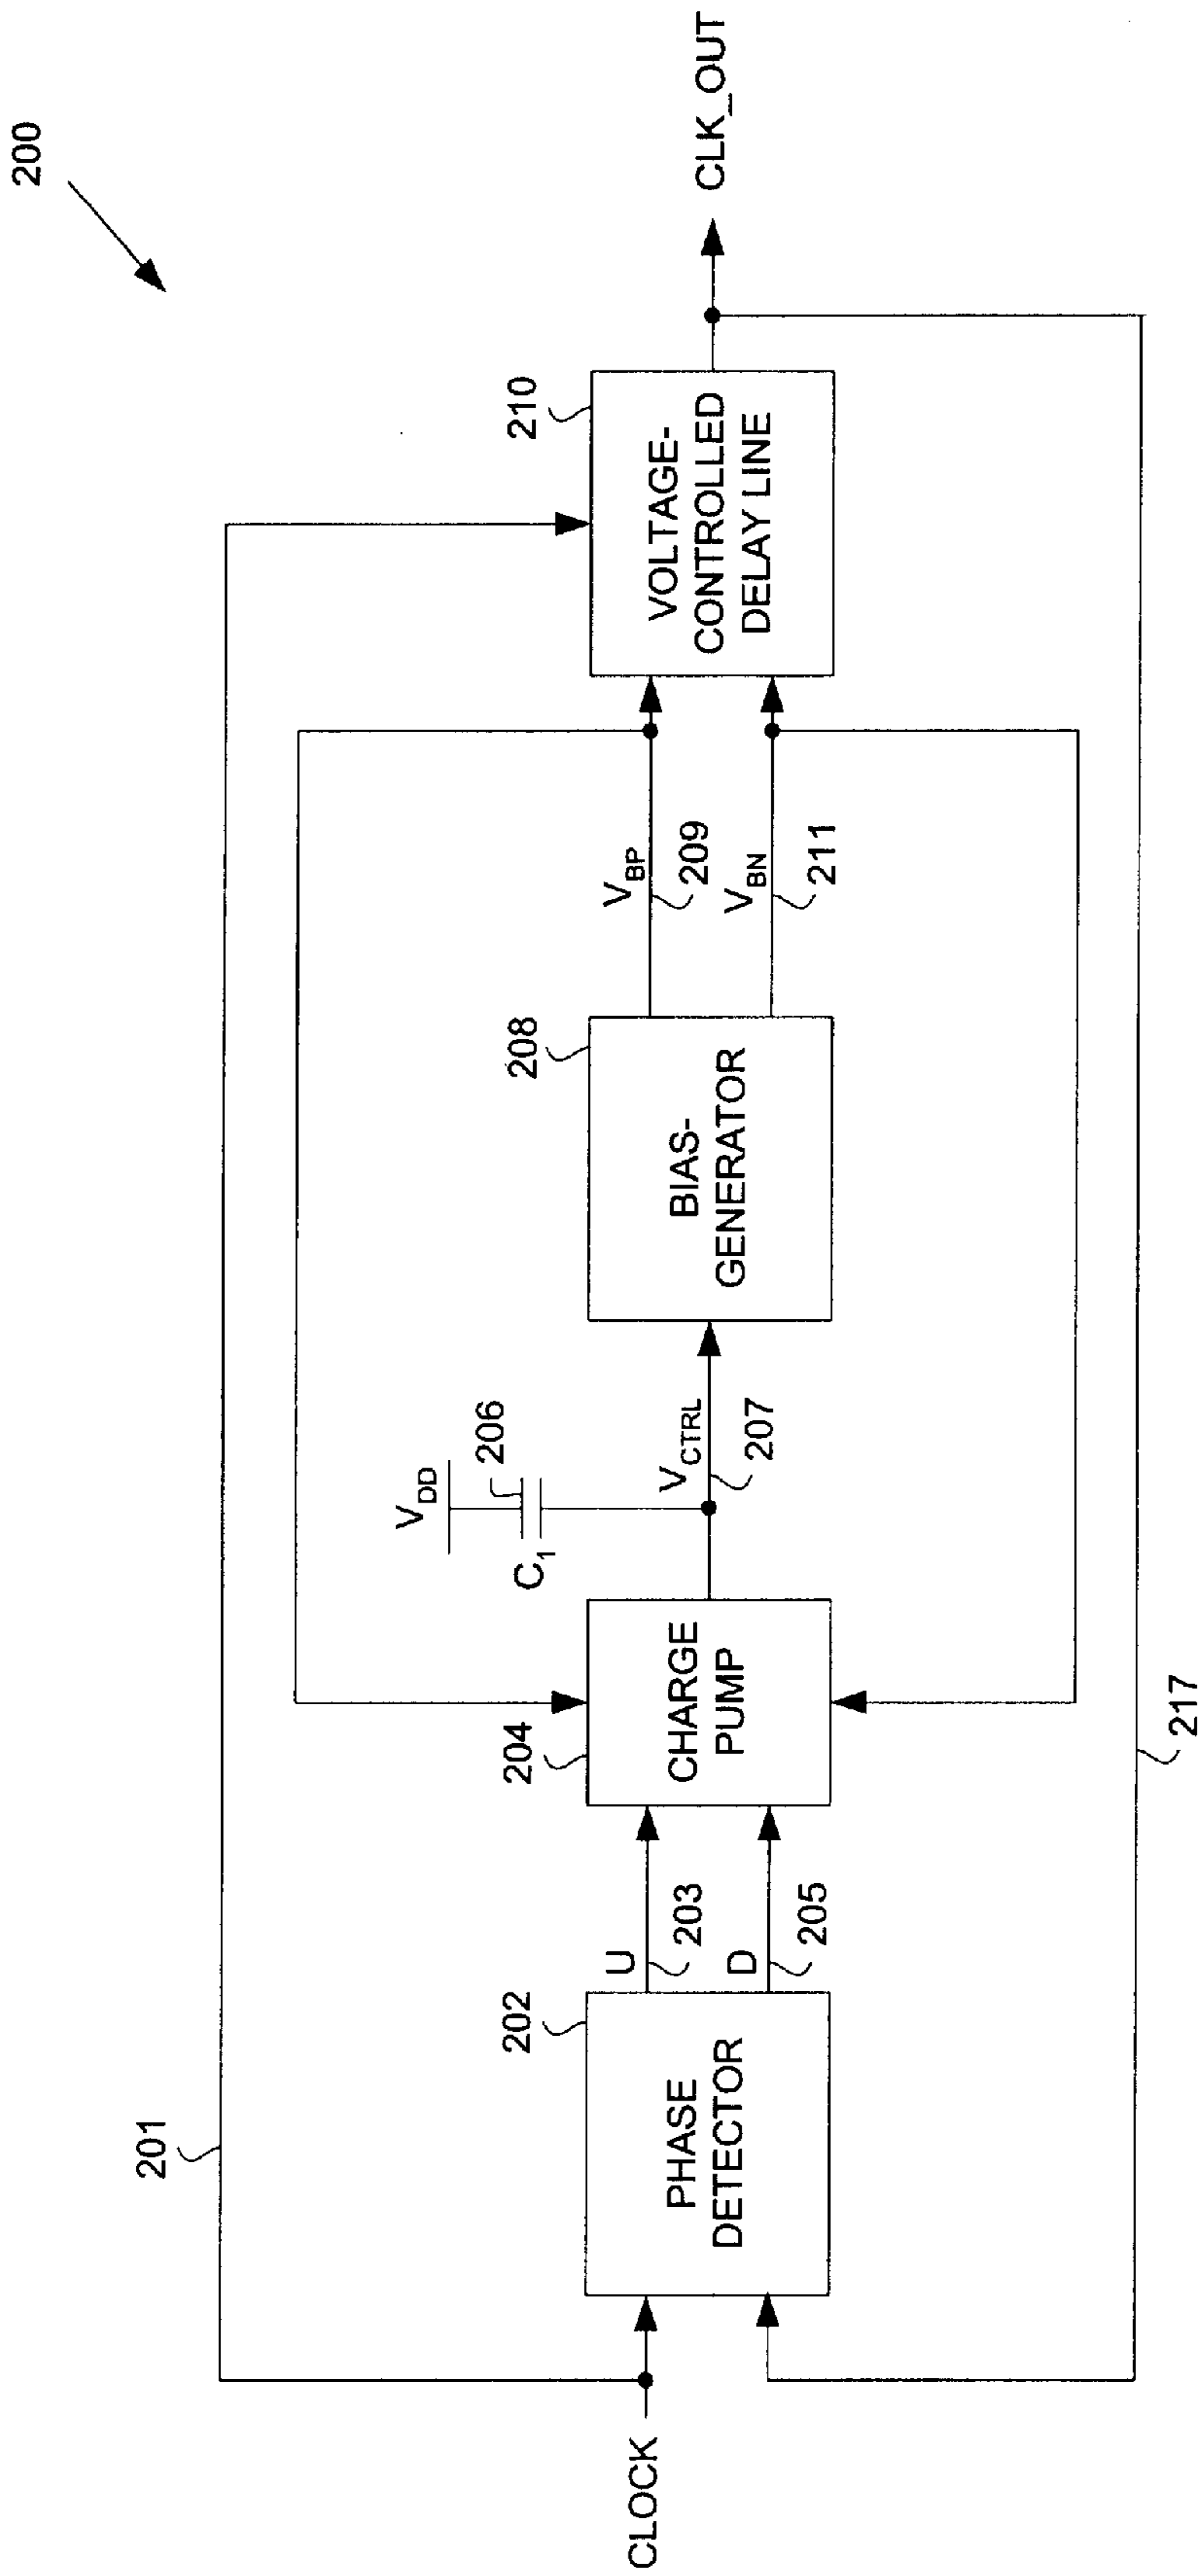 200
201
CLOCK
202
PHASE
DETECTOR
U
203
D
205
204
CHARGE
PUMP
V_DD
206
C_1
V_CTRL
207
208
BIAS-
GENERATOR
V_BP
209
V_BN
211
210
VOLTAGE-
CONTROLLED
DELAY LINE
CLK_OUT
217